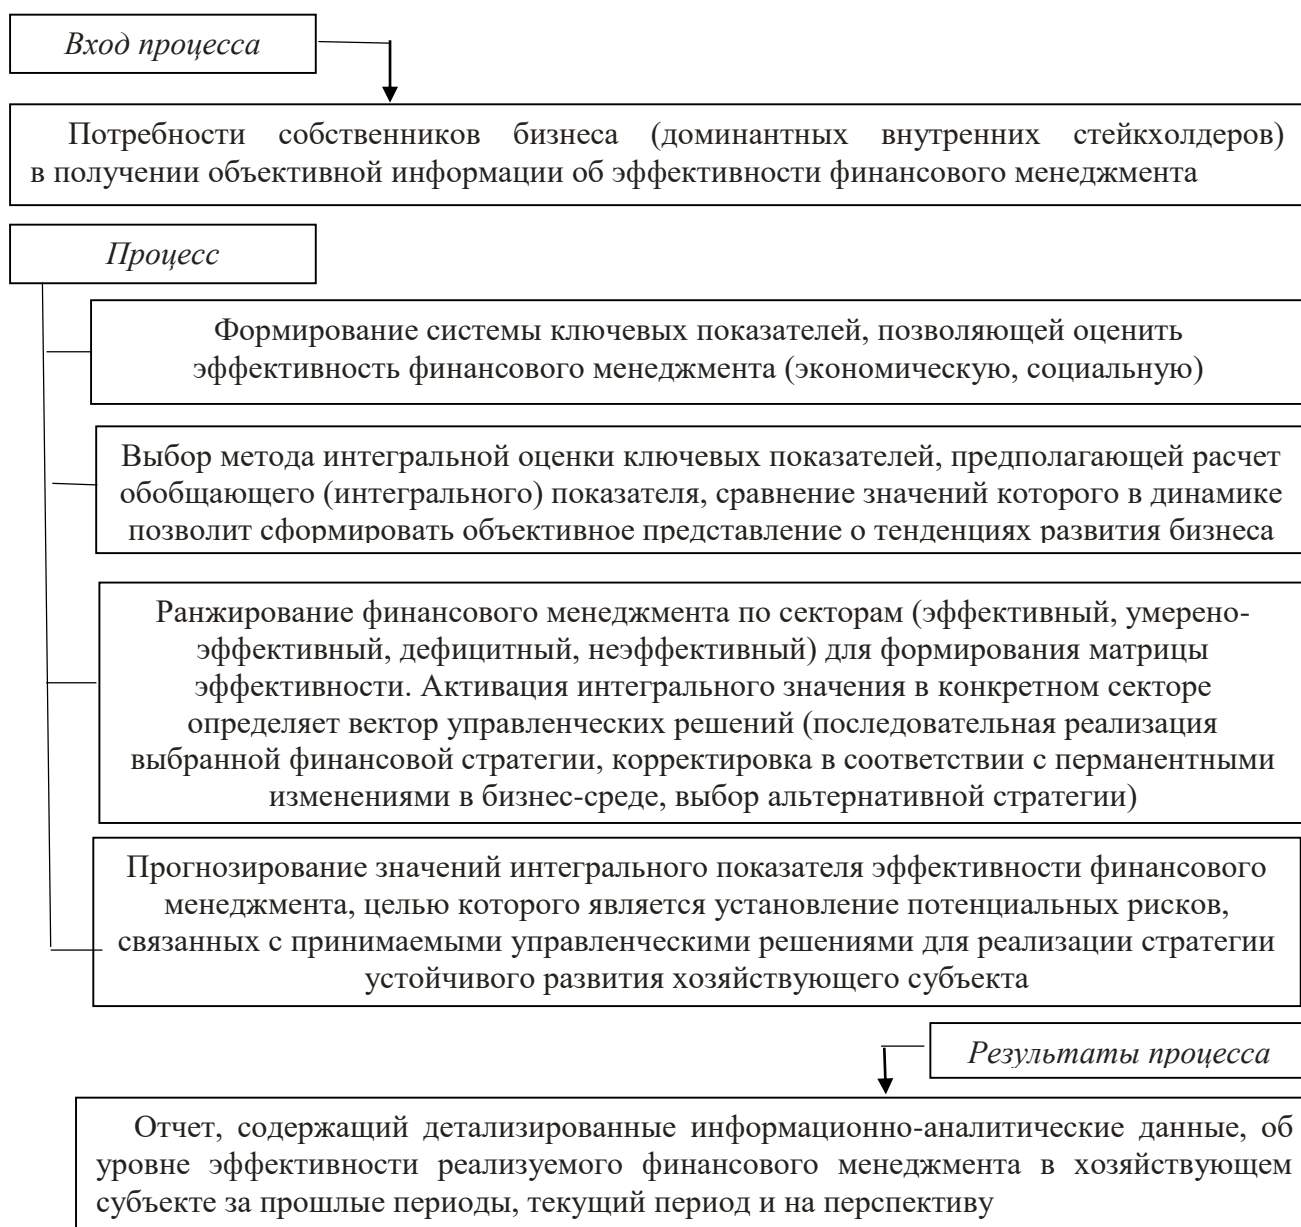 Вход процесса
Потребности собственников бизнеса (доминантных внутренних стейкхолдеров)
в получении объективной информации об эффективности финансового менеджмента
Процесс
Формирование системы ключевых показателей, позволяющей оценить
эффективность финансового менеджмента (экономическую, социальную)
Выбор метода интегральной оценки ключевых показателей, предполагающей расчет
обобщающего (интегрального) показателя, сравнение значений которого в динамике
позволит сформировать объективное представление о тенденциях развития бизнеса
Ранжирование финансового менеджмента по секторам (эффективный, умерено-
эффективный, дефицитный, неэффективный) для формирования матрицы
эффективности. Активация интегрального значения в конкретном секторе
определяет вектор управленческих решений (последовательная реализация
выбранной финансовой стратегии, корректировка в соответствии с перманентными
изменениями в бизнес-среде, выбор альтернативной стратегии)
Прогнозирование значений интегрального показателя эффективности финансового
менеджмента, целью которого является установление потенциальных рисков,
связанных с принимаемыми управленческими решениями для реализации стратегии
устойчивого развития хозяйствующего субъекта
Результаты процесса
Отчет, содержащий детализированные информационно-аналитические данные, об
уровне эффективности реализуемого финансового менеджмента в хозяйствующем
субъекте за прошлые периоды, текущий период и на перспективу